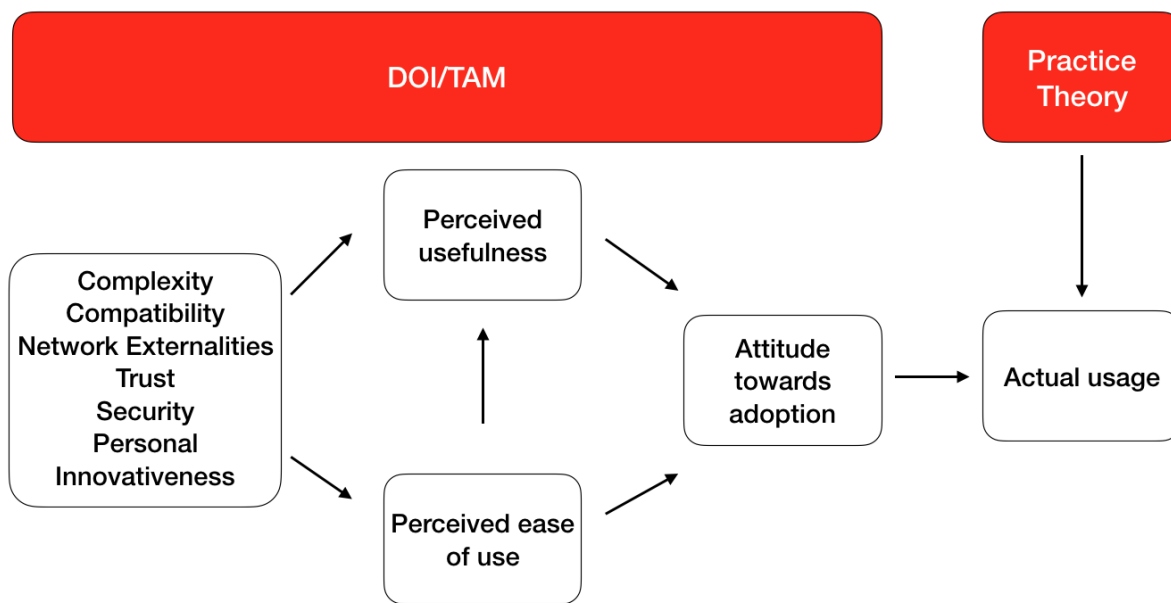 DOI/TAM
Practice
Theory
Perceived
usefulness
Complexity
Compatibility
Network Externalities
Trust
Security
Personal
Innovativeness
Attitude
towards
adoption
Actual usage
Perceived ease
of use